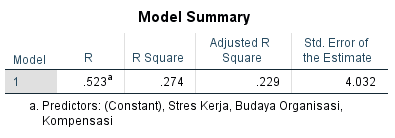 Model Summary
Model R R Square Adjusted R Square Std. Error of the Estimate
1 .523a .274 .229 4.032
a. Predictors: (Constant), Stres Kerja, Budaya Organisasi,
Kompensasi